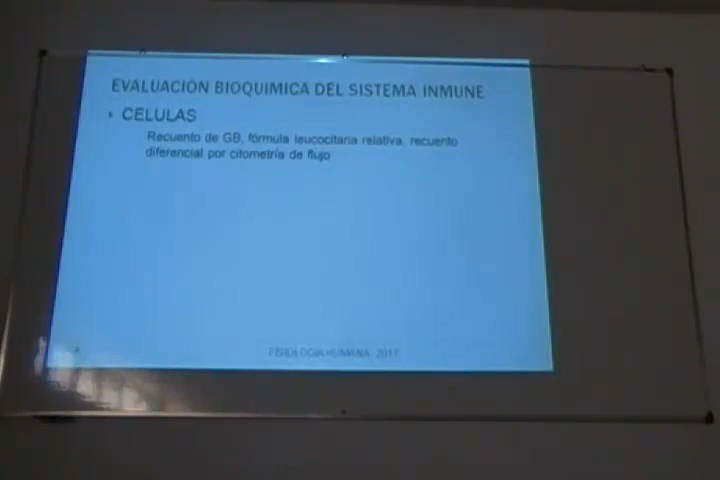 EVALUACIÓN BIOQUIMICA DEL SISTEMA INMUNE
CELULAS
Recuento de GB, fórmula leucocitaria relativa, recuento
diferencial por citometría de flujo
FISIOLOGIA HUMANA, 2017